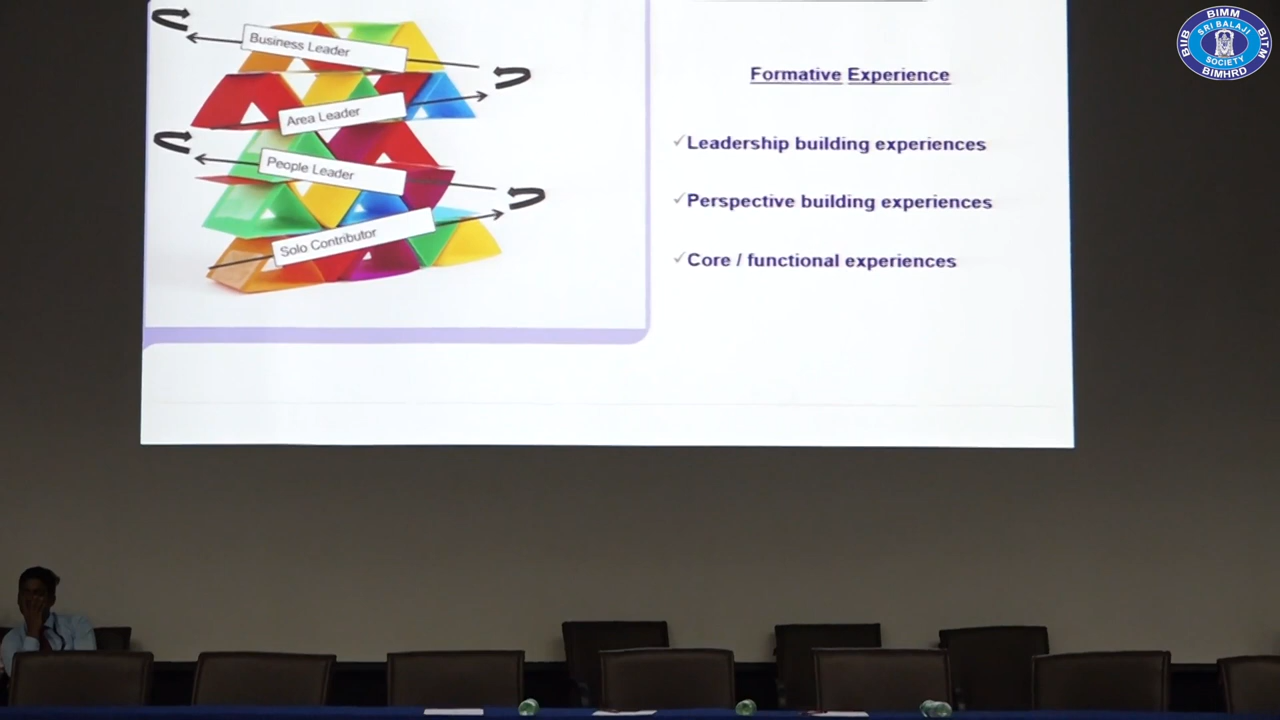 Business Leader
Area Leader
People Leader
Solo Contributor
Formative Experience
✓Leadership building experiences
✓Perspective building experiences
✓Core / functional experiences
BIMM
BIIB
BITM
BIMHRD
SRI BALAJI
SOCIETY